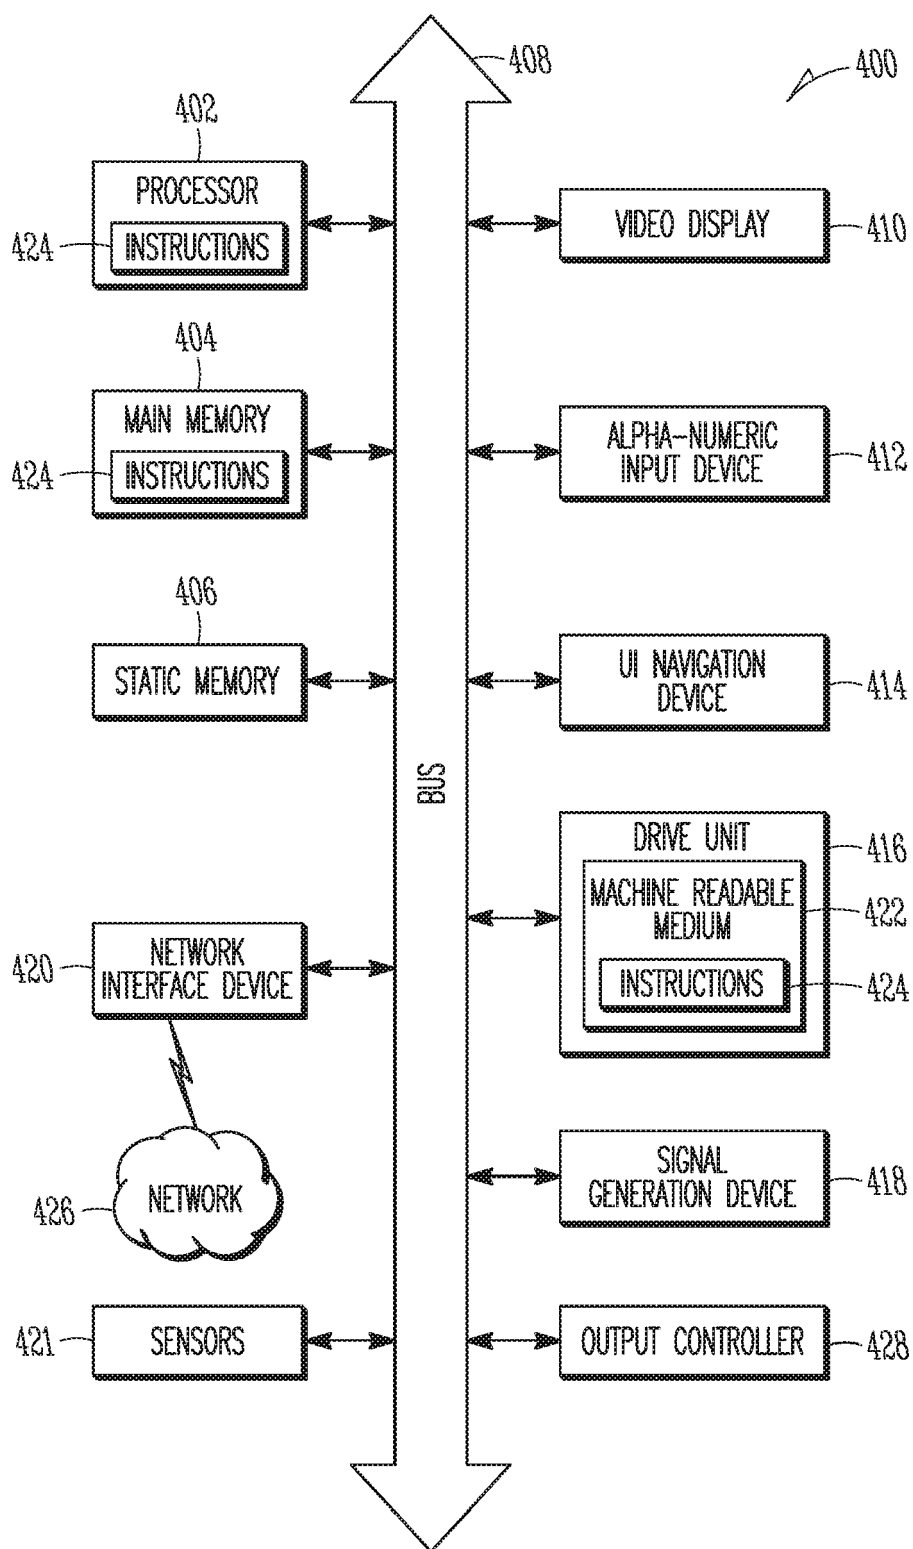 408
400
402
PROCESSOR
424
INSTRUCTIONS
VIDEO DISPLAY
410
404
MAIN MEMORY
424
INSTRUCTIONS
ALPHA-NUMERIC
INPUT DEVICE
412
406
STATIC MEMORY
UI NAVIGATION
DEVICE
414
BUS
DRIVE UNIT
416
MACHINE READABLE
MEDIUM
422
INSTRUCTIONS
424
420
NETWORK
INTERFACE DEVICE
NETWORK
426
SIGNAL
GENERATION DEVICE
418
421
SENSORS
OUTPUT CONTROLLER
428